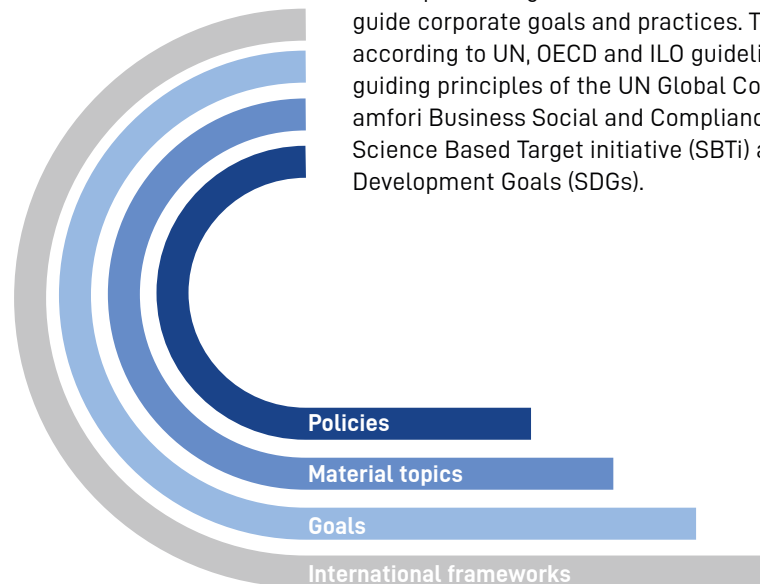 guide corporate goals and practices. T
according to UN, OECD and ILO guideli
guiding principles of the UN Global Co
amfori Business Social and Complianc
Science Based Target initiative (SBTi) a
Development Goals (SDGs).
Policies
Material topics
Goals
International frameworks